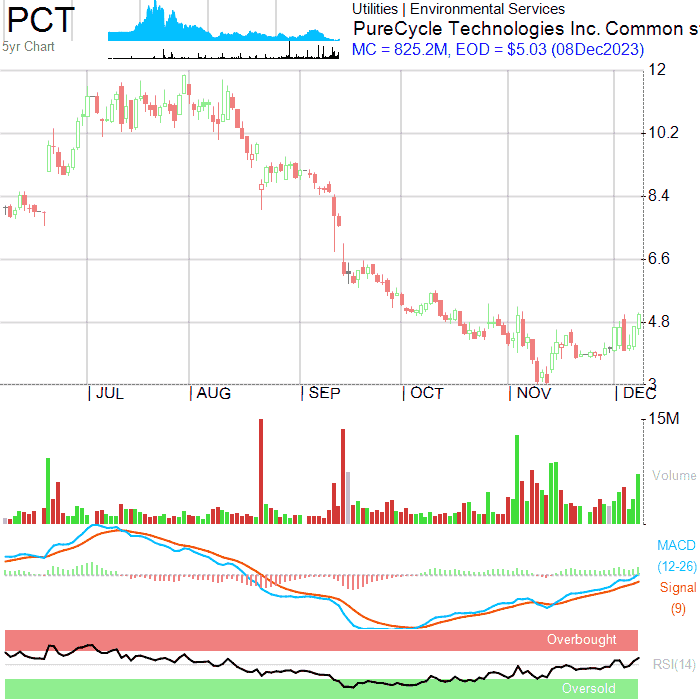 PCT
5yr Chart
Utilities | Environmental Services
PureCycle Technologies Inc. Common s
MC = 825.2M, EOD = $5.03 (08Dec2023)
12
10.2
8.4
6.6
4.8
3
JUL AUG SEP OCT NOV DEC
15M
Volume
MACD
(12-26)
Signal
(9)
Overbought
RSI(14)
Oversold